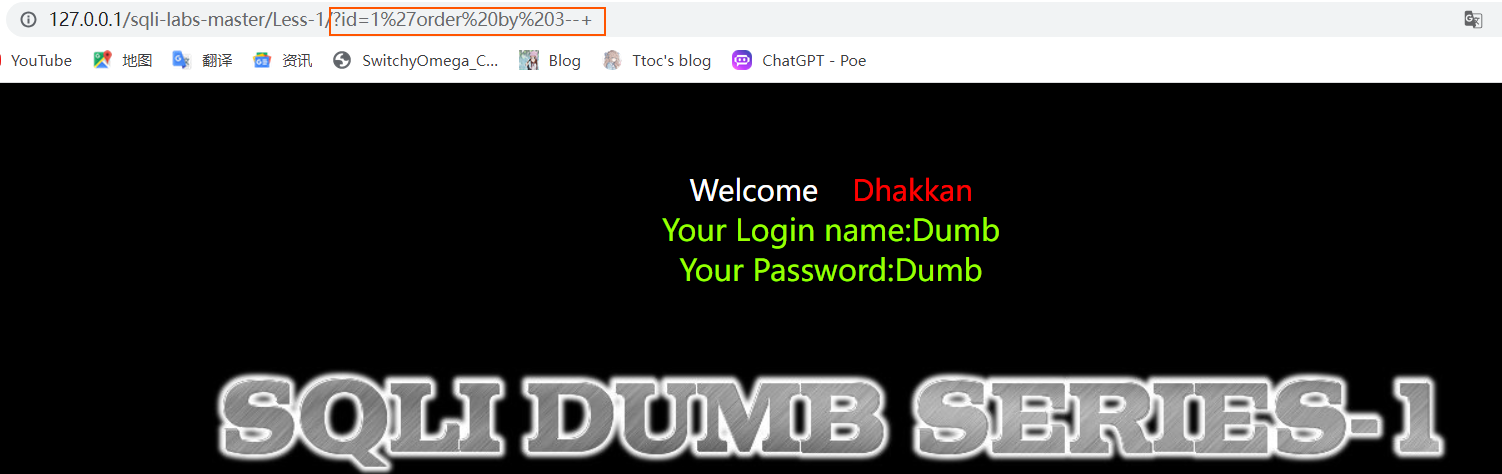 127.0.0.1/sqli-labs-master/Less-1/?id=1%27order%20by%203--+
YouTube 地图 翻译 资讯 SwitchyOmega_C... Blog Ttoc's blog ChatGPT - Poe
Welcome Dhakkan
Your Login name:Dumb
Your Password:Dumb
SQLI DUMB SERIES-1